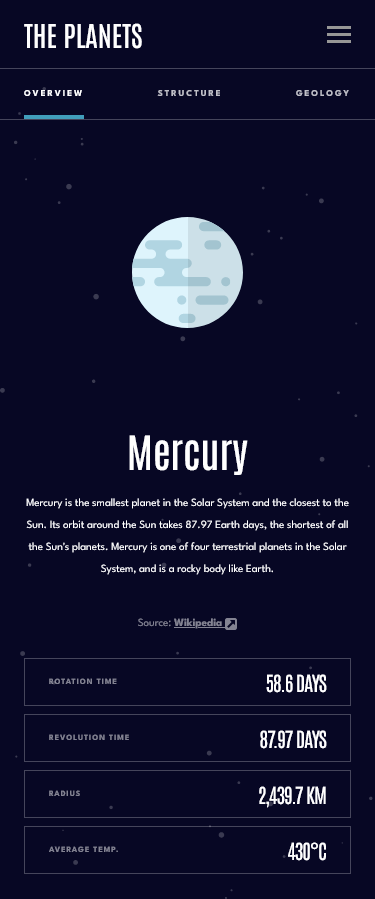 THE PLANETS
OVERVIEW STRUCTURE GEOLOGY
Mercury
Mercury is the smallest planet in the Solar System and the closest to the
Sun. Its orbit around the Sun takes 87.97 Earth days, the shortest of all
the Sun's planets. Mercury is one of four terrestrial planets in the Solar
System, and is a rocky body like Earth.
Source: Wikipedia
ROTATION TIME 58.6 DAYS
REVOLUTION TIME 87.97 DAYS
RADIUS 2,439.7 KM
AVERAGE TEMP. 430°C